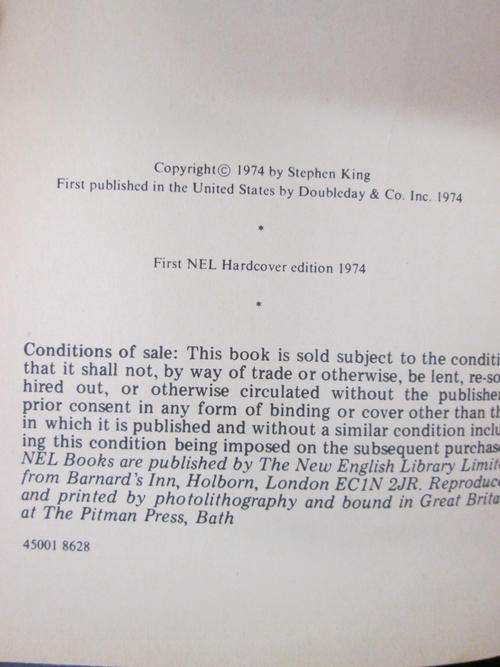 Copyright© 1974 by Stephen King
First published in the United States by Doubleday & Co. Inc. 1974
*
First NEL Hardcover edition 1974
*
Conditions of sale: This book is sold subject to the conditi
that it shall not, by way of trade or otherwise, be lent, re-so
hired out, or otherwise circulated without the publisher
prior consent in any form of binding or cover other than th
in which it is published and without a similar condition inclu
ing this condition being imposed on the subsequent purchase
NEL Books are published by The New English Library Limite
from Barnard's Inn, Holborn, London EC1N 2JR. Reproduce
and printed by photolithography and bound in Great Brita
at The Pitman Press, Bath
45001 8628